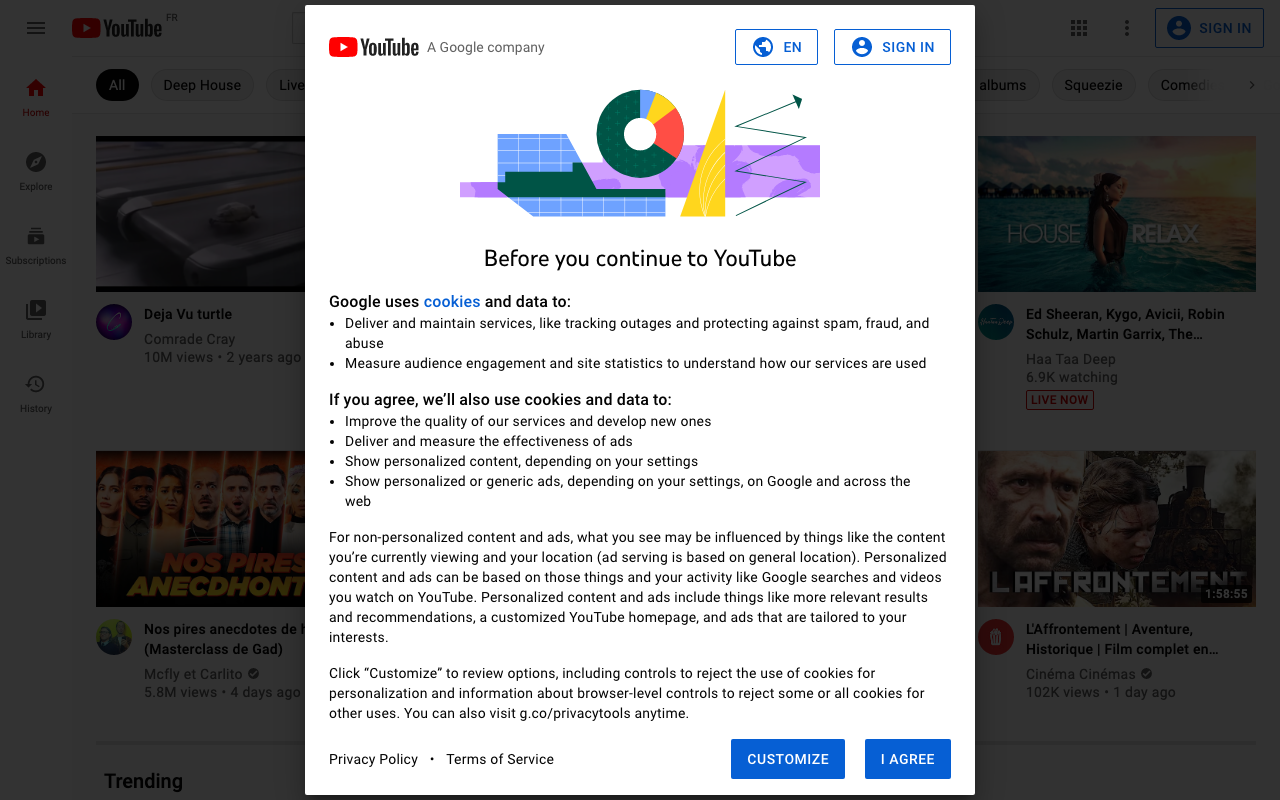 YouTube FR
SIGN IN
All
Deep House
Live
albums
Squeezie
Comedi
Home
Explore
Subscriptions
Library
History
YouTube A Google company
EN
SIGN IN
Before you continue to YouTube
Google uses cookies and data to:
• Deliver and maintain services, like tracking outages and protecting against spam, fraud, and
abuse
• Measure audience engagement and site statistics to understand how our services are used
If you agree, we’ll also use cookies and data to:
• Improve the quality of our services and develop new ones
• Deliver and measure the effectiveness of ads
• Show personalized content, depending on your settings
• Show personalized or generic ads, depending on your settings, on Google and across the
web
For non-personalized content and ads, what you see may be influenced by things like the content
you’re currently viewing and your location (ad serving is based on general location). Personalized
content and ads can be based on those things and your activity like Google searches and videos
you watch on YouTube. Personalized content and ads include things like more relevant results
and recommendations, a customized YouTube homepage, and ads that are tailored to your
interests.
Click “Customize” to review options, including controls to reject the use of cookies for
personalization and information about browser-level controls to reject some or all cookies for
other uses. You can also visit g.co/privacytools anytime.
Privacy Policy • Terms of Service
CUSTOMIZE
I AGREE
Deja Vu turtle
Comrade Cray
10M views • 2 years ago
HOUSE RELAX
Ed Sheeran, Kygo, Avicii, Robin
Schulz, Martin Garrix, The...
Haa Taa Deep
6.9K watching
LIVE NOW
NOS PIRES
ANECDHONT
Nos pires anecdotes de
(Masterclass de Gad)
Mcfly et Carlito
5.8M views • 4 days ago
L'AFFRONTEMENT
1:58:55
L'Affrontement | Aventure,
Historique | Film complet en...
Cinéma Cinémas
102K views • 1 day ago
Trending